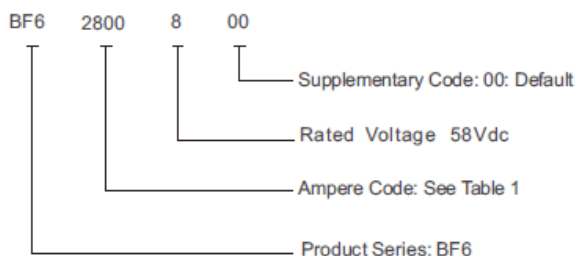 BF6 2800 8 00
Supplementary Code: 00: Default
Rated Voltage 58Vdc
Ampere Code: See Table 1
Product Series: BF6